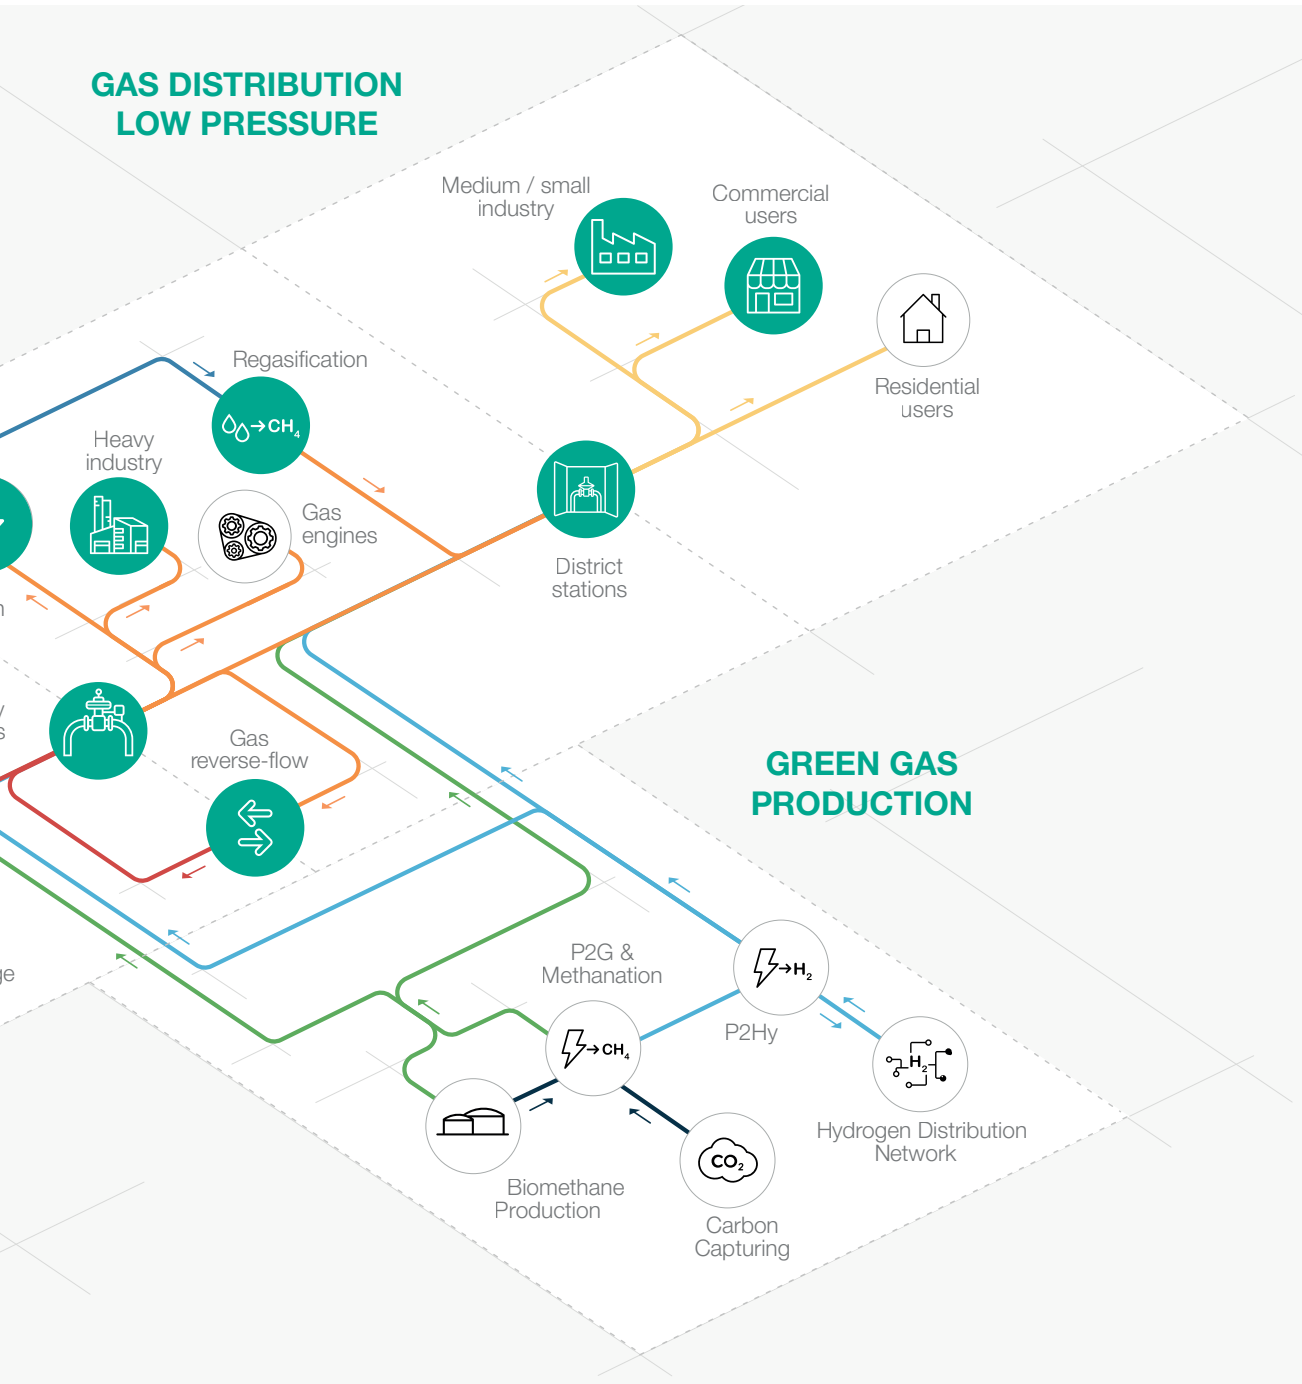 GAS DISTRIBUTION
LOW PRESSURE
Medium / small
industry
Commercial
users
Residential
users
Regasification
→CH₄
Heavy
industry
Gas
engines
District
stations
Gas
reverse-flow
GREEN GAS
PRODUCTION
P2G &
Methanation
→CH₄
→H₂
P2Hy
H₂
Hydrogen Distribution
Network
Biomethane
Production
CO₂
Carbon
Capturing